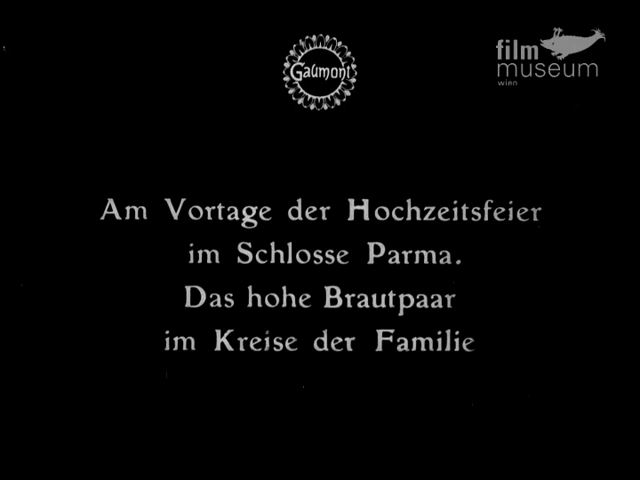 Gaumont
film
museum
wien
Am Vortage der Hochzeitsfeier
im Schlosse Parma.
Das hohe Brautpaar
im Kreise der Familie